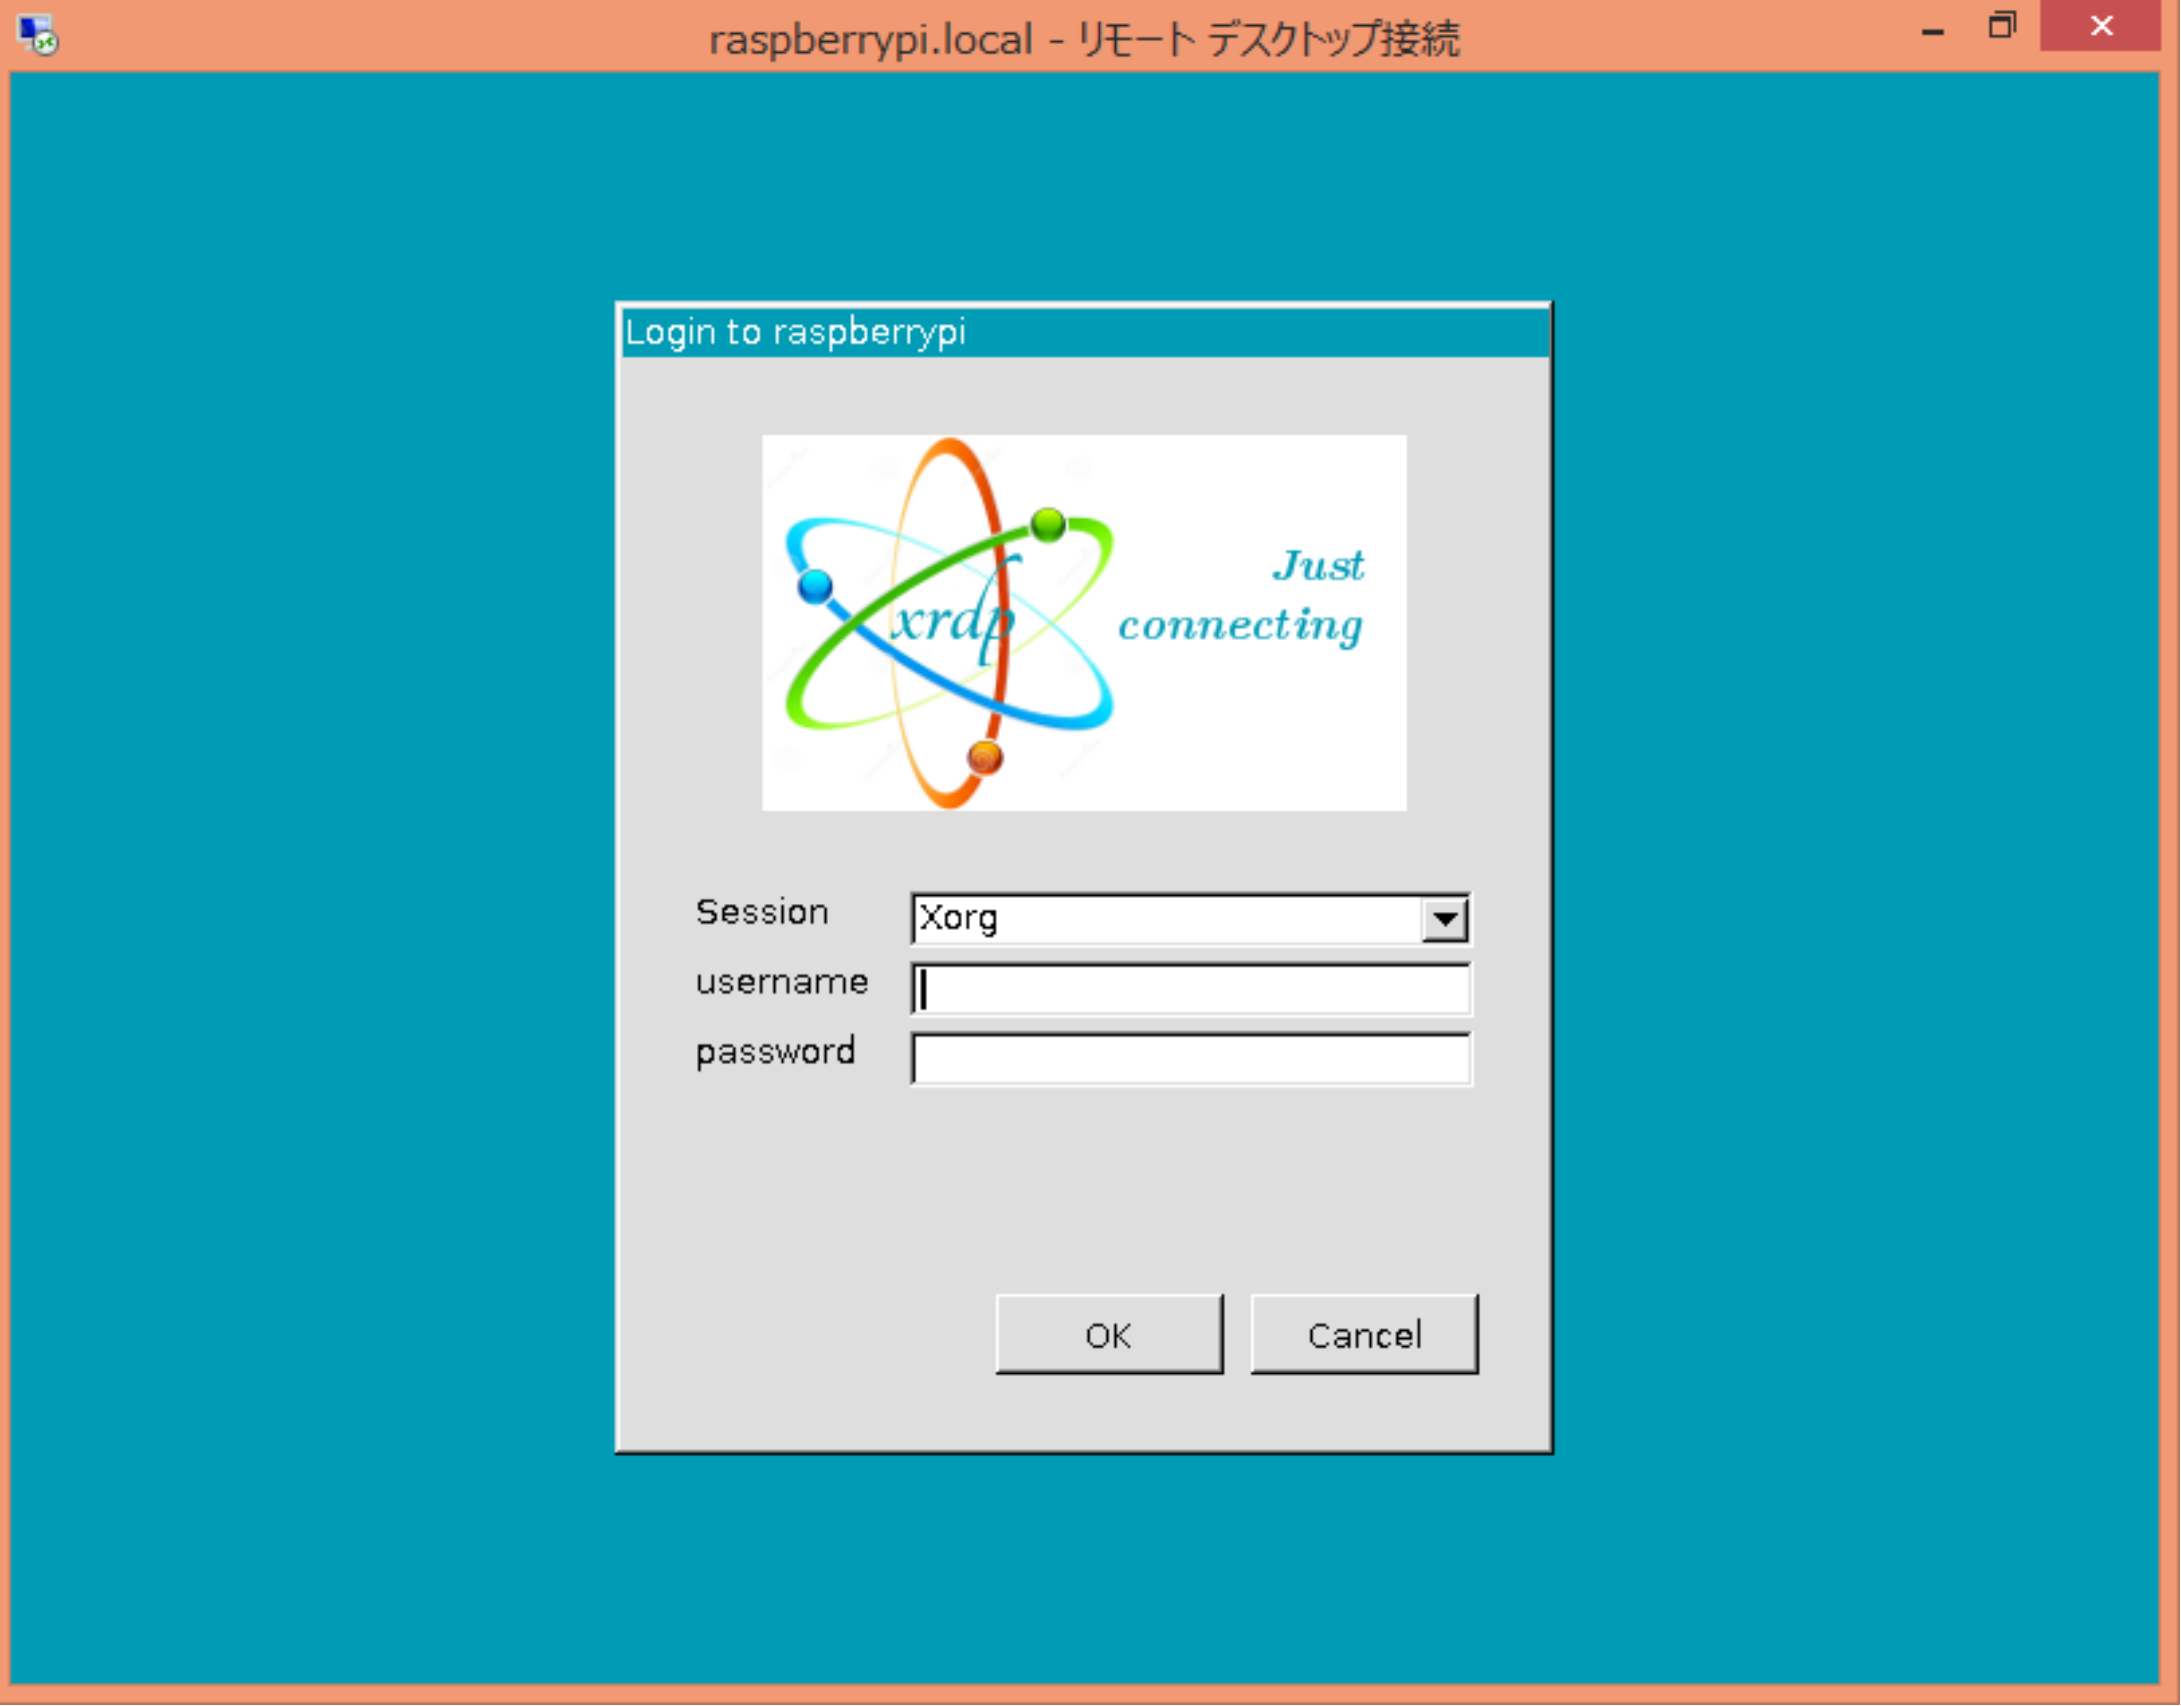 raspberrypi.local - リモート デスクトップ接続
Login to raspberrypi
xrdp
Just
connecting
Session
Xorg
username
password
OK
Cancel